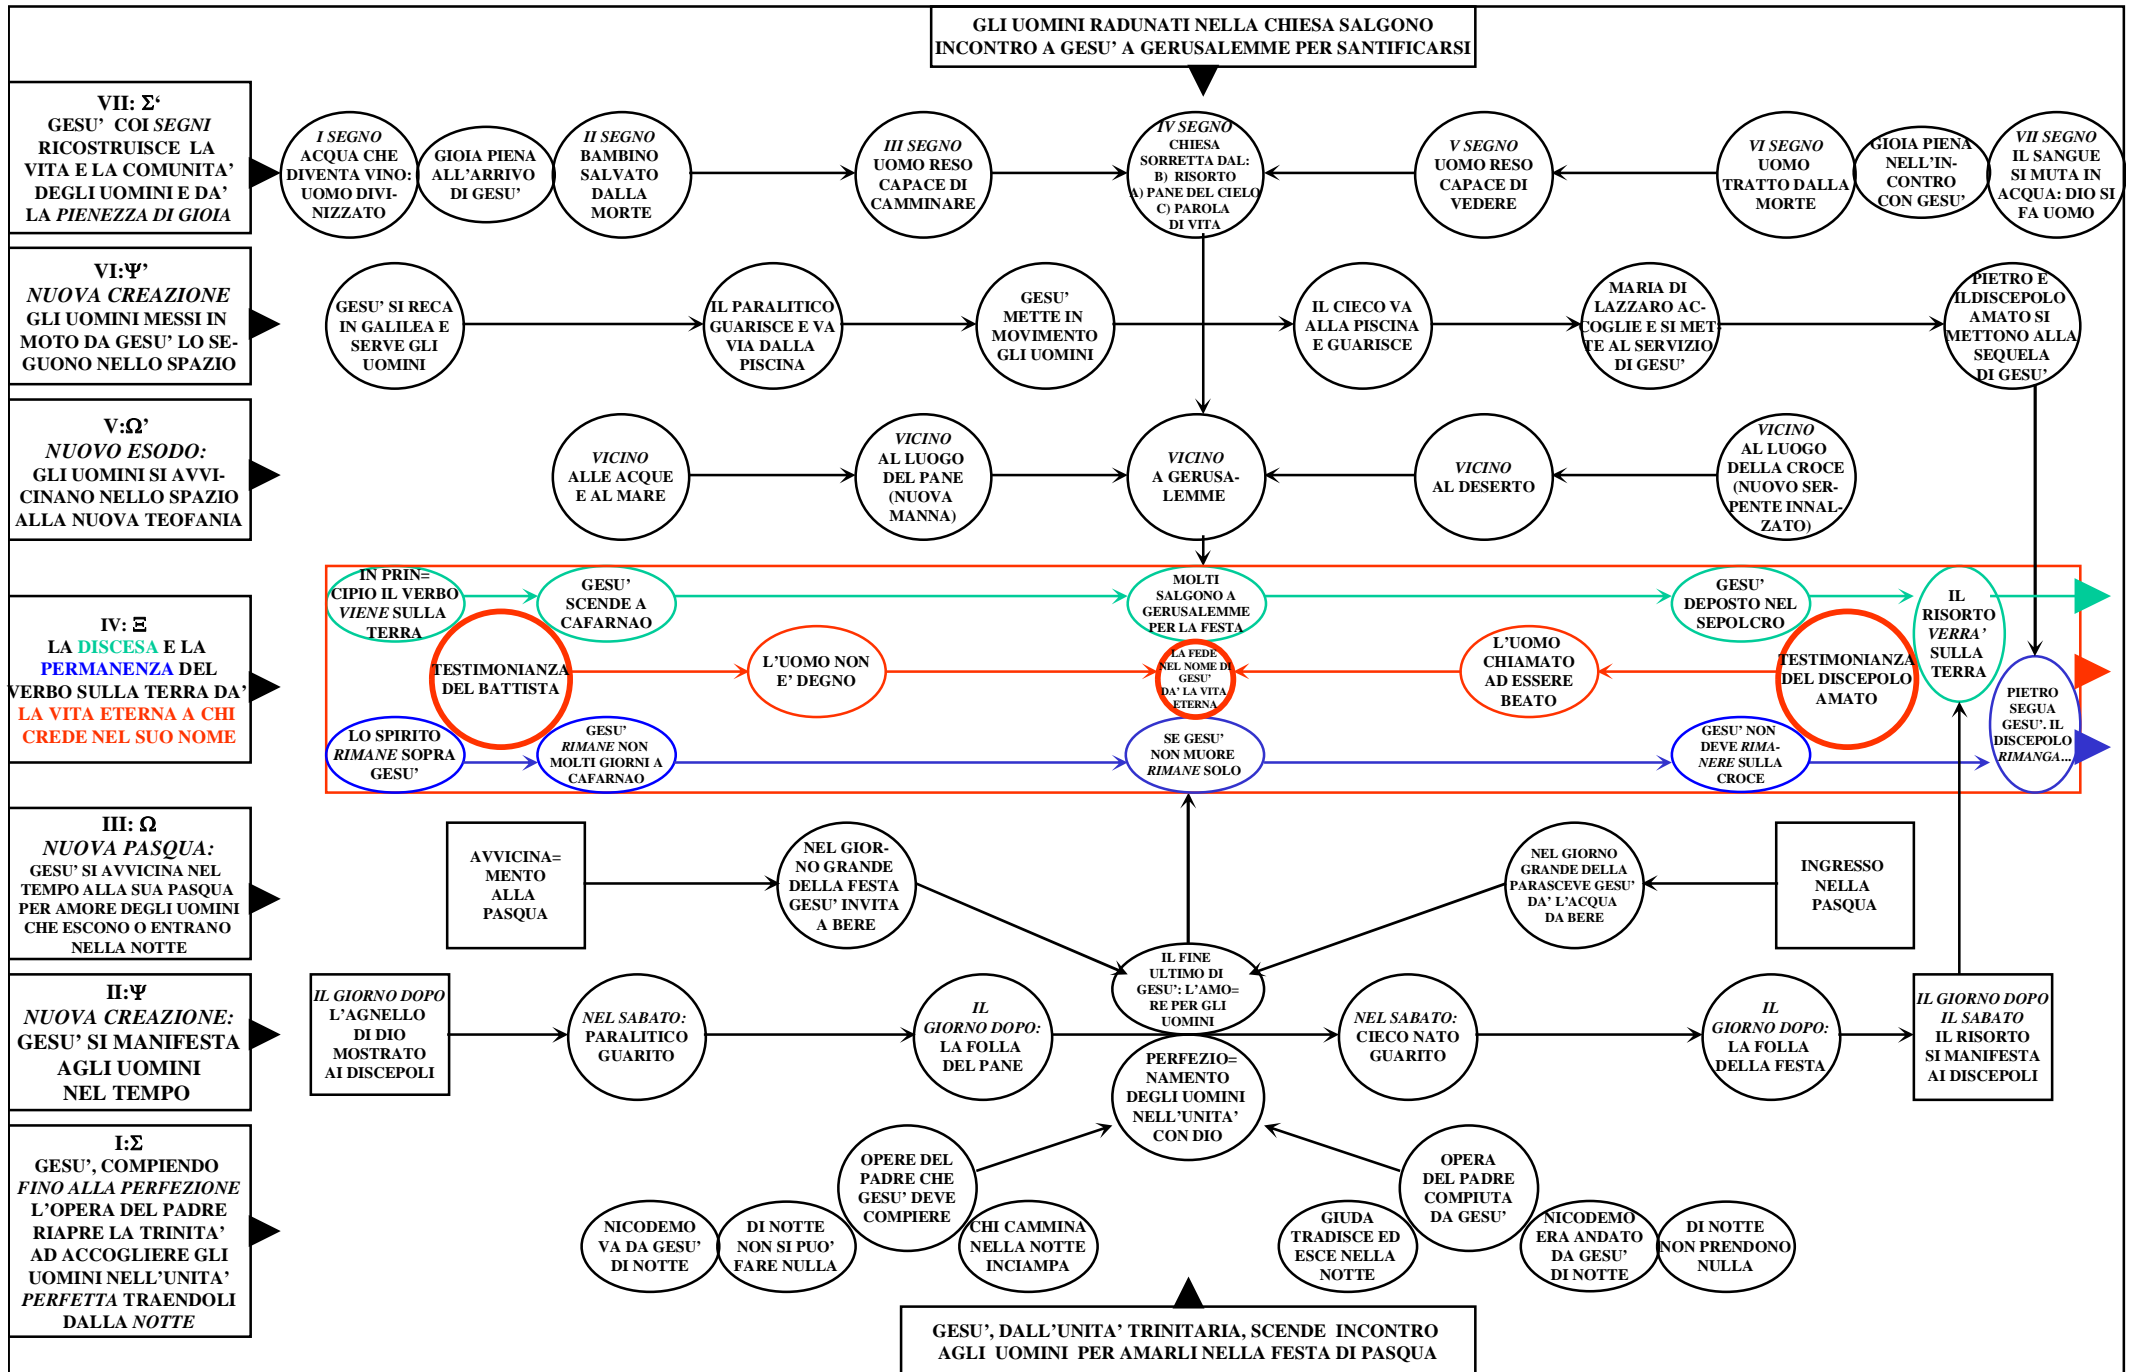 GLI UOMINI RADUNATI NELLA CHIESA SALGONO
INCONTRO A GESU’ A GERUSALEMME PER SANTIFICARSI
VII: Σ‘
GESU’ COI SEGNI
RICOSTRUISCE LA
VITA E LA COMUNITA’
DEGLI UOMINI E DA’
LA PIENEZZA DI GIOIA
I SEGNO
ACQUA CHE
DIVENTA VINO:
UOMO DIVI-
NIZZATO
GIOIA PIENA
ALL’ARRIVO
DI GESU’
II SEGNO
BAMBINO
SALVATO
DALLA
MORTE
III SEGNO
UOMO RESO
CAPACE DI
CAMMINARE
IV SEGNO
CHIESA
SORRETTA DAL:
B) RISORTO
A) PANE DEL CIELO
C) PAROLA
DI VITA
V SEGNO
UOMO RESO
CAPACE DI
VEDERE
VI SEGNO
UOMO
TRATTO DALLA
MORTE
GIOIA PIENA
NELL’IN-
CONTRO
CON GESU’
VII SEGNO
IL SANGUE
SI MUTA IN
ACQUA: DIO SI
FA UOMO
VI:Ψ’
NUOVA CREAZIONE
GLI UOMINI MESSI IN
MOTO DA GESU’ LO SE-
GUONO NELLO SPAZIO
GESU’ SI RECA
IN GALILEA E
SERVE GLI
UOMINI
IL PARALITICO
GUARISCE E VA
VIA DALLA
PISCINA
GESU’
METTE IN
MOVIMENTO
GLI UOMINI
IL CIECO VA
ALLA PISCINA
E GUARISCE
MARIA DI
LAZZARO AC-
COGLIE E SI MET-
TE AL SERVIZIO
DI GESU’
PIETRO E
ILDISCEPOLO
AMATO SI
METTONO ALLA
SEQUELA
DI GESU’
V:Ω’
NUOVO ESODO:
GLI UOMINI SI AVVI-
CINANO NELLO SPAZIO
ALLA NUOVA TEOFANIA
VICINO
ALLE ACQUE
E AL MARE
VICINO
AL LUOGO
DEL PANE
(NUOVA
MANNA)
VICINO
A GERUSA-
LEMME
VICINO
AL DESERTO
VICINO
AL LUOGO
DELLA CROCE
(NUOVO SER-
PENTE INNAL-
ZATO)
IV: Ξ
LA DISCESA E LA
PERMANENZA DEL
VERBO SULLA TERRA DA’
LA VITA ETERNA A CHI
CREDE NEL SUO NOME
IN PRIN=
CIPIO IL VERBO
VIENE SULLA
TERRA
GESU’
SCENDE A
CAFARNAO
MOLTI
SALGONO A
GERUSALEMME
PER LA FESTA
GESU’
DEPOSTO NEL
SEPOLCRO
IL
RISORTO
VERRA’
SULLA
TERRA
TESTIMONIANZA
DEL BATTISTA
L’UOMO NON
E’ DEGNO
LA FEDE
NEL NOME DI
GESU’
DA’ LA VITA
ETERNA
L’UOMO
CHIAMATO
AD ESSERE
BEATO
TESTIMONIANZA
DEL DISCEPOLO
AMATO
LO SPIRITO
RIMANE SOPRA
GESU’
GESU’
RIMANE NON
MOLTI GIORNI A
CAFARNAO
SE GESU’
NON MUORE
RIMANE SOLO
GESU’ NON
DEVE RIMA-
NERE SULLA
CROCE
PIETRO
SEGUA
GESU’. IL
DISCEPOLO
RIMANGA...
III: Ω
NUOVA PASQUA:
GESU’ SI AVVICINA NEL
TEMPO ALLA SUA PASQUA
PER AMORE DEGLI UOMINI
CHE ESCONO O ENTRANO
NELLA NOTTE
AVVICINA=
MENTO
ALLA
PASQUA
NEL GIOR-
NO GRANDE
DELLA FESTA
GESU’ INVITA
A BERE
NEL GIORNO
GRANDE DELLA
PARASCEVE GESU’
DA’ L’ACQUA
DA BERE
INGRESSO
NELLA
PASQUA
IL FINE
ULTIMO DI
GESU’: L’AMO=
RE PER GLI
UOMINI
II:Ψ
NUOVA CREAZIONE:
GESU’ SI MANIFESTA
AGLI UOMINI
NEL TEMPO
IL GIORNO DOPO
L’AGNELLO
DI DIO
MOSTRATO
AI DISCEPOLI
NEL SABATO:
PARALITICO
GUARITO
IL
GIORNO DOPO:
LA FOLLA
DEL PANE
NEL SABATO:
CIECO NATO
GUARITO
IL
GIORNO DOPO:
LA FOLLA
DELLA FESTA
IL GIORNO DOPO
IL SABATO
IL RISORTO
SI MANIFESTA
AI DISCEPOLI
PERFEZIO=
NAMENTO
DEGLI UOMINI
NELL’UNITA’
CON DIO
I:Σ
GESU’, COMPIENDO
FINO ALLA PERFEZIONE
L’OPERA DEL PADRE
RIAPRE LA TRINITA’
AD ACCOGLIERE GLI
UOMINI NELL’UNITA’
PERFETTA TRAENDOLI
DALLA NOTTE
NICODEMO
VA DA GESU’
DI NOTTE
DI NOTTE
NON SI PUO’
FARE NULLA
OPERE DEL
PADRE CHE
GESU’ DEVE
COMPIERE
CHI CAMMINA
NELLA NOTTE
INCIAMPA
GIUDA
TRADISCE ED
ESCE NELLA
NOTTE
OPERA
DEL PADRE
COMPIUTA
DA GESU’
NICODEMO
ERA ANDATO
DA GESU’
DI NOTTE
DI NOTTE
NON PRENDONO
NULLA
GESU’, DALL’UNITA’ TRINITARIA, SCENDE INCONTRO
AGLI UOMINI PER AMARLI NELLA FESTA DI PASQUA